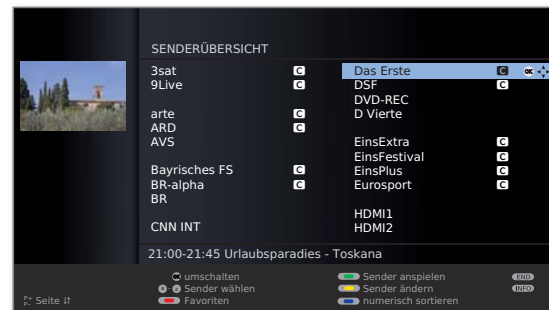 SENDERÜBERSICHT
3sat C
9Live C
arte C
ARD C
AVS
Bayrisches FS C
BR-alpha C
BR
CNN INT
Das Erste C OK
DSF C
DVD-REC
D Vierte
EinsExtra C
EinsFestival C
EinsPlus C
Eurosport C
HDMI1
HDMI2
21:00-21:45 Urlaubsparadies - Toskana
P+ P- Seite
OK umschalten
Sender wählen
Favoriten
Sender anspielen
Sender ändern
numerisch sortieren
END
INFO